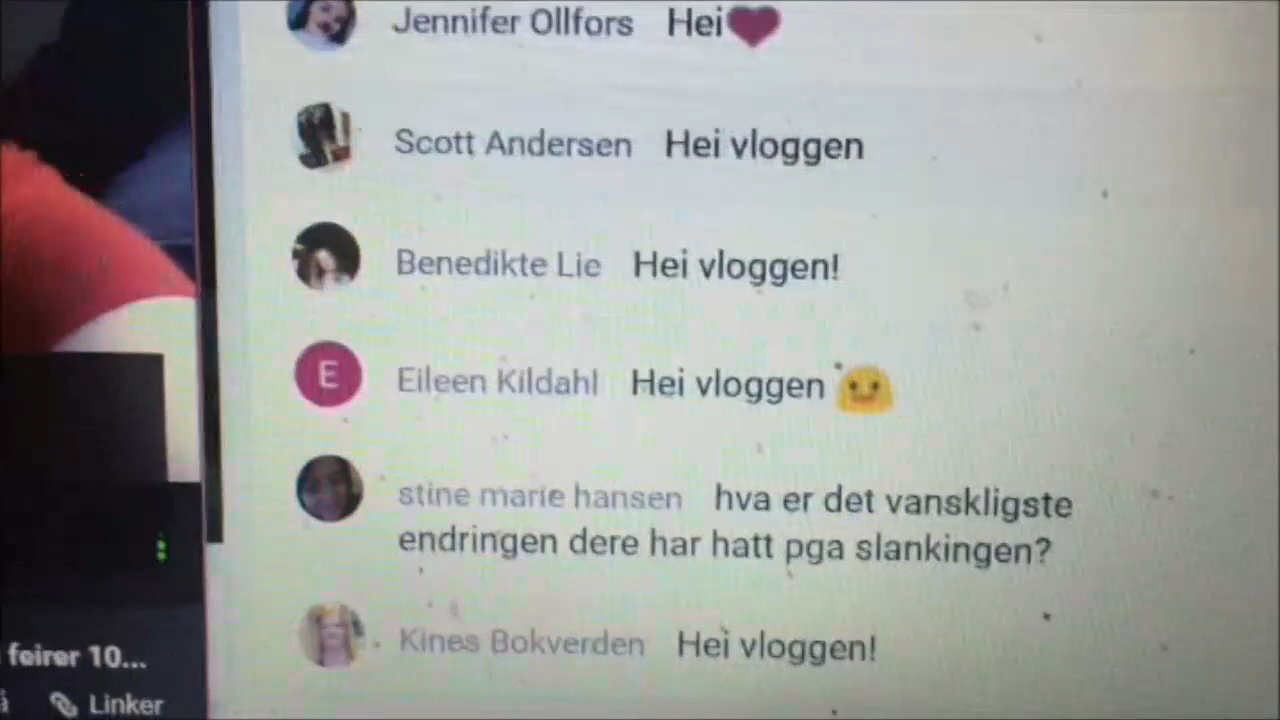 Jennifer Ollfors Hei❤
Scott Andersen Hei vloggen
Benedikte Lie Hei vloggen!
E
Eileen Kildahl Hei vloggen
stine marie hansen hva er det vanskligste
endringen dere har hatt pga slankingen?
Kines Bokverden Hei vloggen!
feirer 10...
Linker